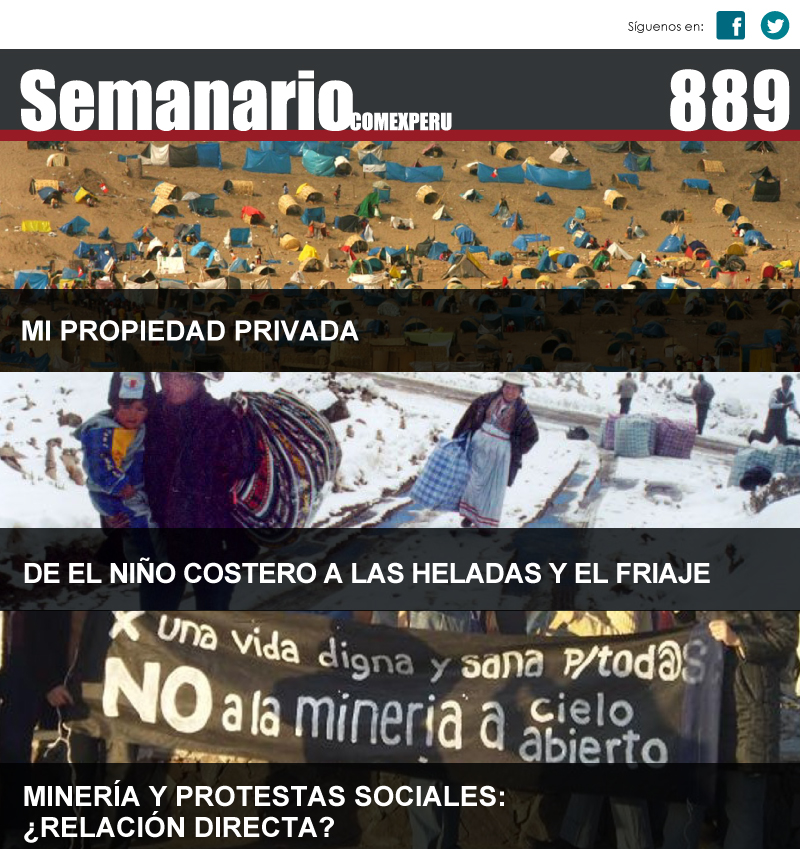 Síguenos en:
Semanario COMEXPERU
889
MI PROPIEDAD PRIVADA
DE EL NIÑO COSTERO A LAS HELADAS Y EL FRIAJE
X una vida digna y sana p/tod@s
NO a la mineria a cielo
abierto
MINERÍA Y PROTESTAS SOCIALES:
¿RELACIÓN DIRECTA?